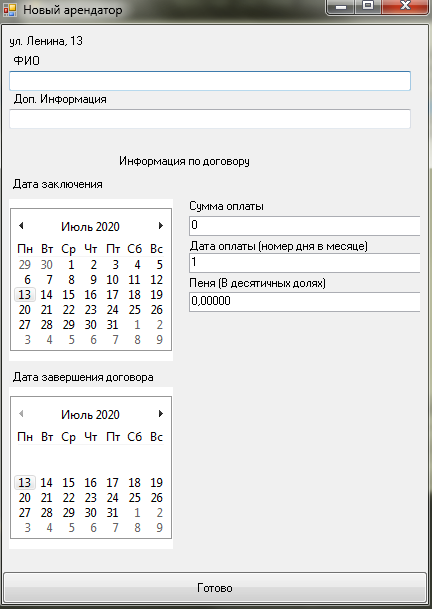 Новый арендатор
ул. Ленина, 13
ФИО
Доп. Информация
Информация по договору
Дата заключения
Июль 2020
Пн Вт Ср Чт Пт Сб Вс
29 30 1 2 3 4 5
6 7 8 9 10 11 12
13 14 15 16 17 18 19
20 21 22 23 24 25 26
27 28 29 30 31 1 2
3 4 5 6 7 8 9
Сумма оплаты
0
Дата оплаты (номер дня в месяце)
1
Пеня (В десятичных долях)
0,00000
Дата завершения договора
Июль 2020
Пн Вт Ср Чт Пт Сб Вс
13 14 15 16 17 18 19
20 21 22 23 24 25 26
27 28 29 30 31 1 2
3 4 5 6 7 8 9
Готово